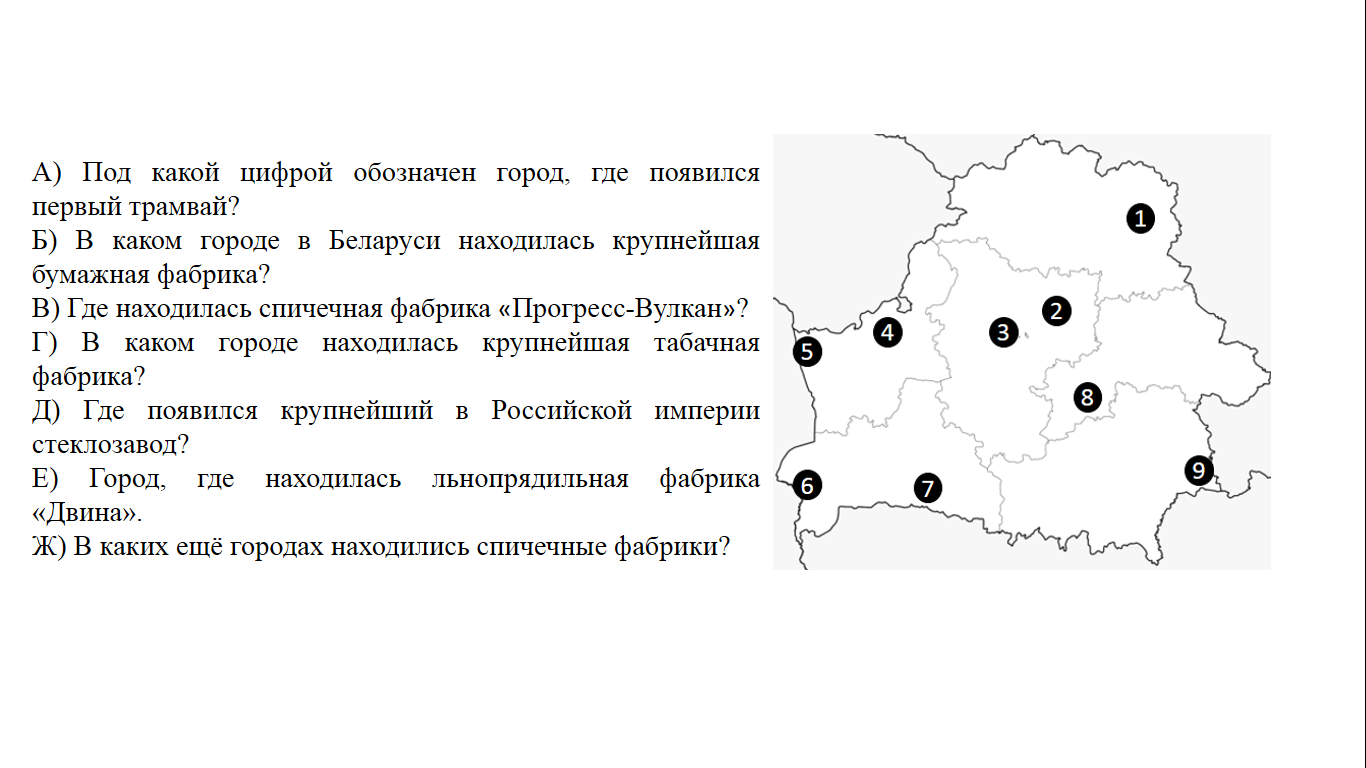 А) Под какой цифрой обозначен город, где появился
первый трамвай?
Б) В каком городе в Беларуси находилась крупнейшая
бумажная фабрика?
В) Где находилась спичечная фабрика «Прогресс-Вулкан»?
Г) В каком городе находилась крупнейшая табачная
фабрика?
Д) Где появился крупнейший в Российской империи
стеклозавод?
Е) Город, где находилась льнопрядильная фабрика
«Двина».
Ж) В каких ещё городах находились спичечные фабрики?
1
2
3
4
5
8
9
6
7